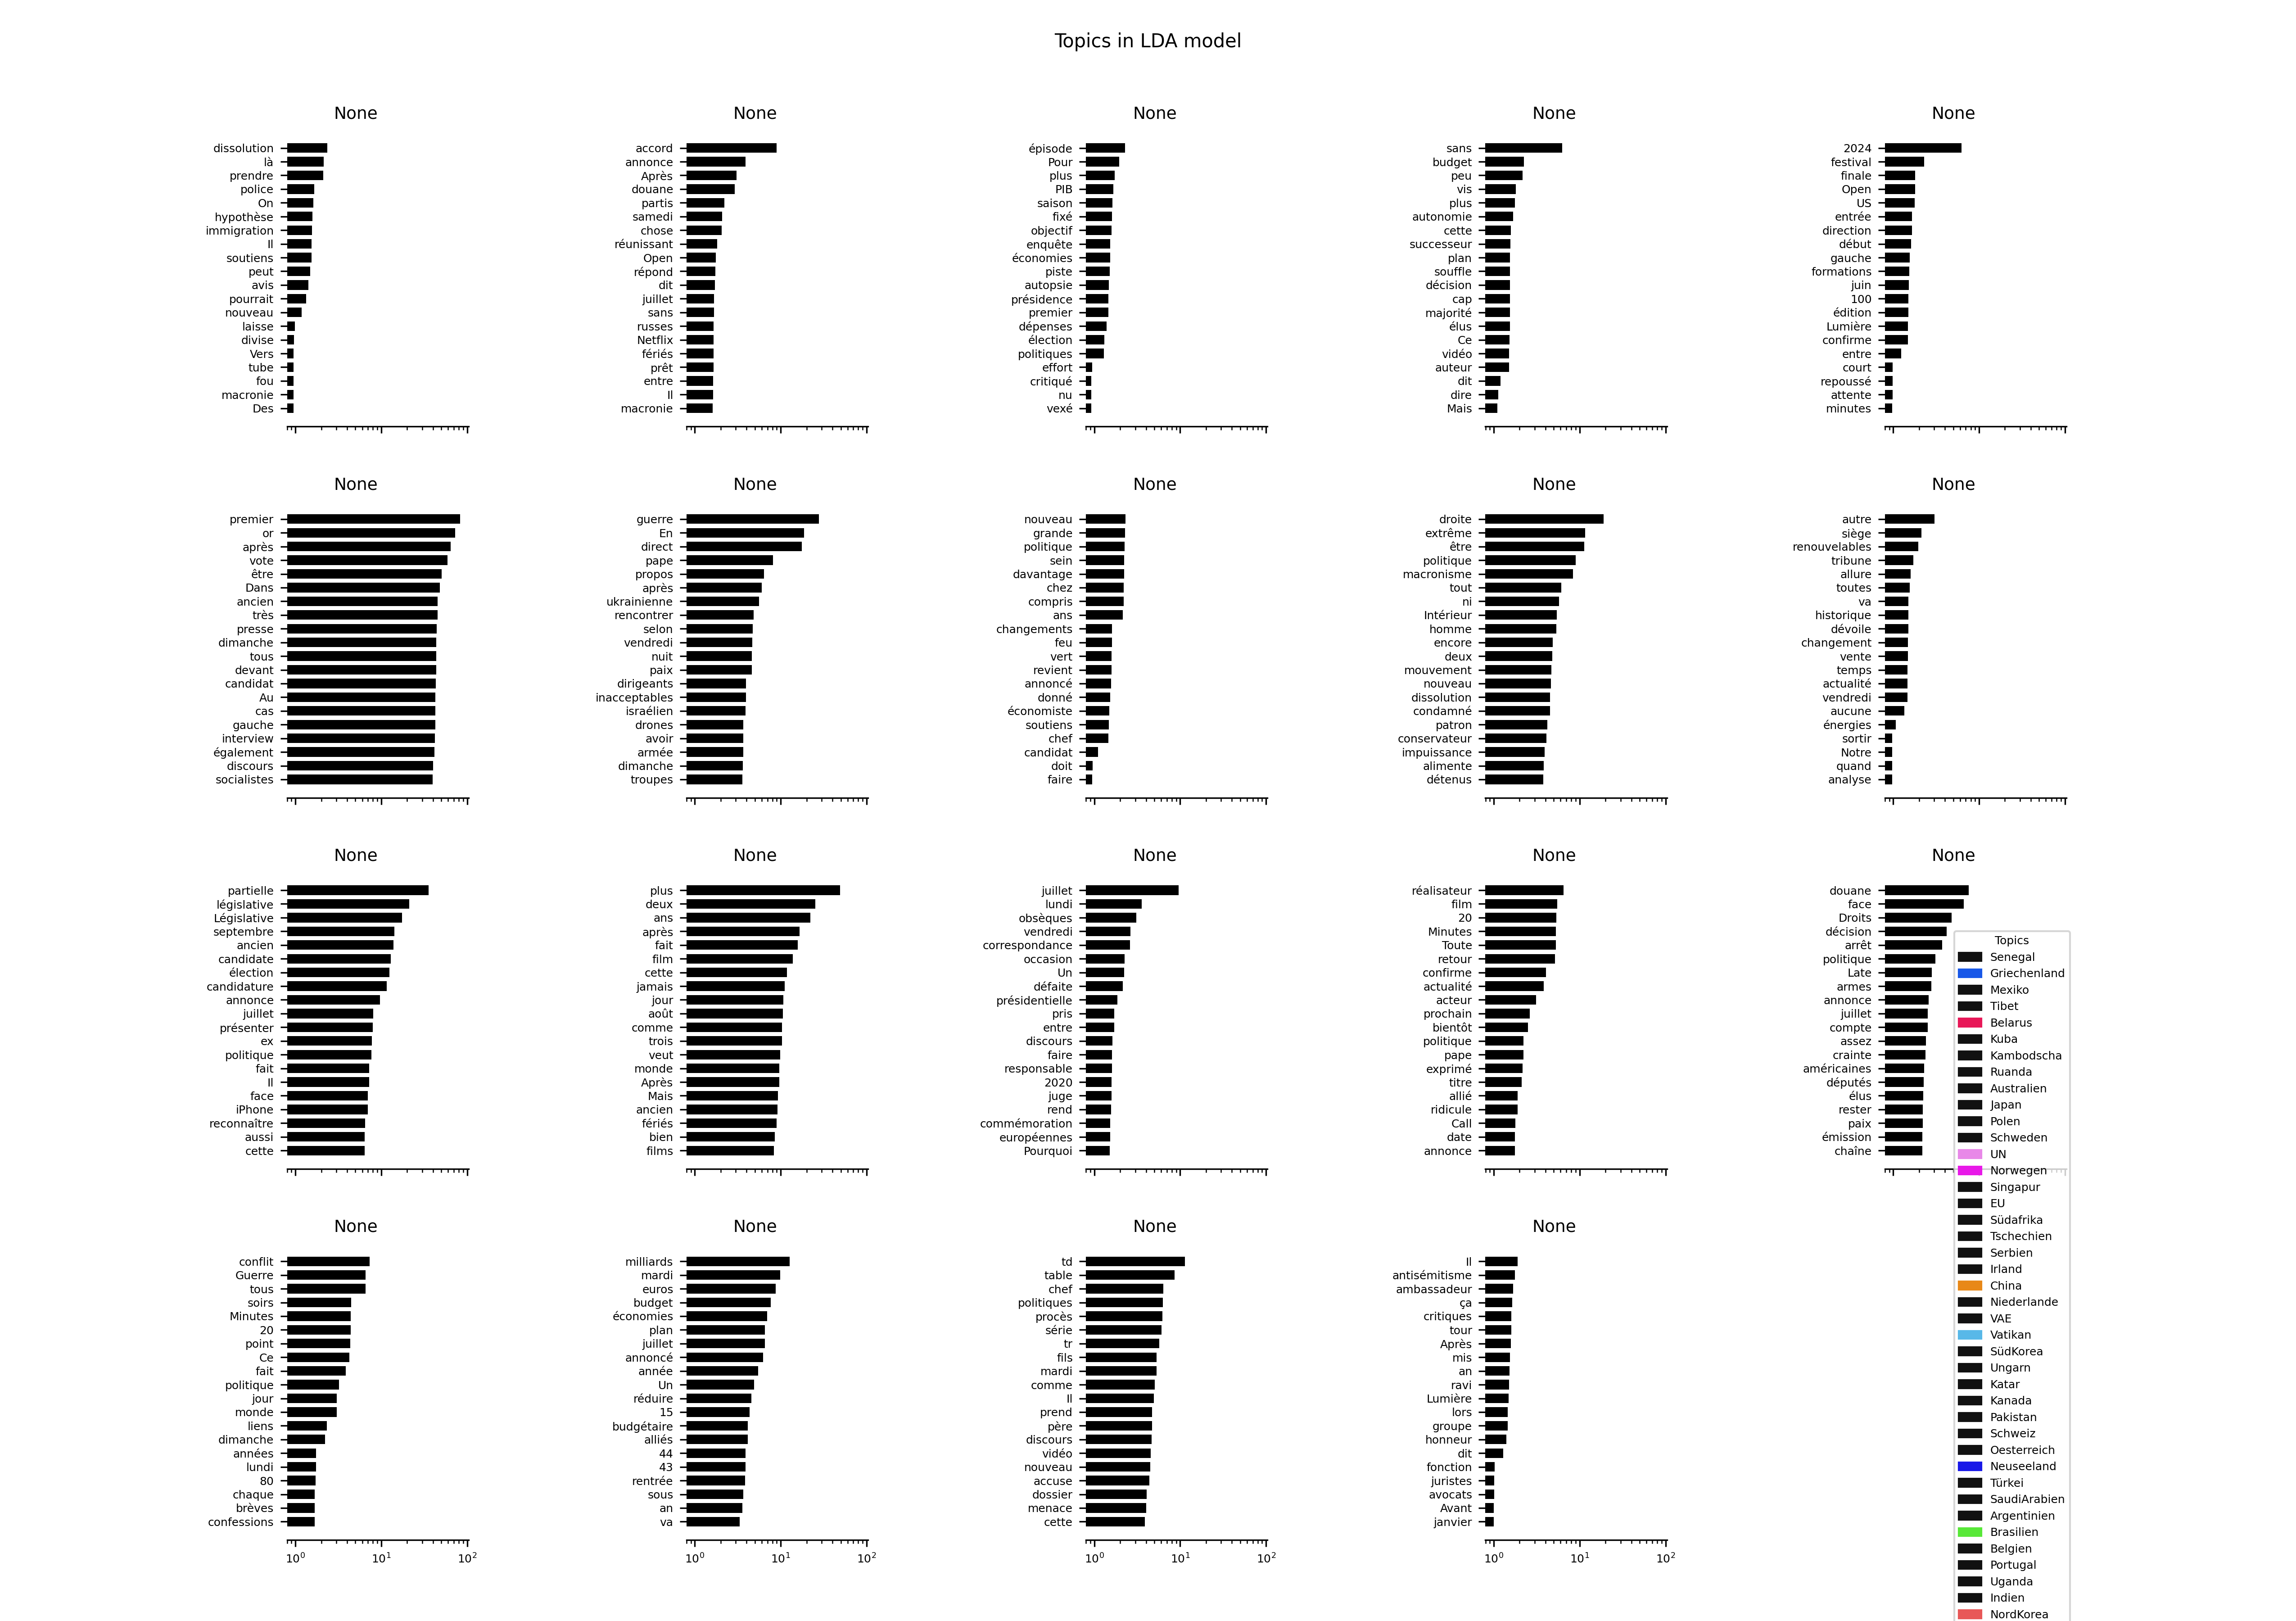 Topics in LDA model
None
dissolution
là
prendre
police
On
hypothèse
immigration
Il
soutiens
peut
avis
pourrait
nouveau
laisse
divise
Vers
tube
fou
macronie
Des
None
accord
annonce
Après
douane
partis
samedi
chose
réunissant
Open
répond
dit
juillet
sans
russes
Netflix
fériés
prêt
entre
Il
macronie
None
épisode
Pour
plus
PIB
saison
fixé
objectif
enquête
économies
piste
autopsie
présidence
premier
dépenses
élection
politiques
effort
critiqué
nu
vexé
None
sans
budget
peu
vis
plus
autonomie
cette
successeur
plan
souffle
décision
cap
majorité
élus
Ce
vidéo
auteur
dit
dire
Mais
None
2024
festival
finale
Open
US
entrée
direction
début
gauche
formations
juin
100
édition
Lumière
confirme
entre
court
repoussé
attente
minutes
None
premier
or
après
vote
être
Dans
ancien
très
presse
dimanche
tous
devant
candidat
Au
cas
gauche
interview
également
discours
socialistes
None
guerre
En
direct
pape
propos
après
ukrainienne
rencontrer
selon
vendredi
nuit
paix
dirigeants
inacceptables
israélien
drones
avoir
armée
dimanche
troupes
None
nouveau
grande
politique
sein
davantage
chez
compris
ans
changements
feu
vert
revient
annoncé
donné
économiste
soutiens
chef
candidat
doit
faire
None
droite
extrême
être
politique
macronisme
tout
ni
Intérieur
homme
encore
deux
mouvement
nouveau
dissolution
condamné
patron
conservateur
impuissance
alimente
détenus
None
autre
siège
renouvelables
tribune
allure
toutes
va
historique
dévoile
changement
vente
temps
actualité
vendredi
aucune
énergies
sortir
Notre
quand
analyse
None
partielle
législative
Législative
septembre
ancien
candidate
élection
candidature
annonce
juillet
présenter
ex
politique
fait
Il
face
iPhone
reconnaître
aussi
cette
None
plus
deux
ans
après
fait
film
cette
jamais
jour
août
comme
trois
veut
monde
Après
Mais
ancien
fériés
bien
films
None
juillet
lundi
obsèques
vendredi
correspondance
occasion
Un
défaite
présidentielle
pris
entre
discours
faire
responsable
2020
juge
rend
commémoration
européennes
Pourquoi
None
réalisateur
film
20
Minutes
Toute
retour
confirme
actualité
acteur
prochain
bientôt
politique
pape
exprimé
titre
allié
ridicule
Call
date
annonce
None
douane
face
Droits
décision
arrêt
politique
Late
armes
annonce
juillet
compte
assez
crainte
américaines
députés
élus
rester
paix
émission
chaîne
None
conflit
Guerre
tous
soirs
Minutes
20
point
Ce
fait
politique
jour
monde
liens
dimanche
années
lundi
80
chaque
brèves
confessions
10⁰ 10¹ 10²
None
milliards
mardi
euros
budget
économies
plan
juillet
annoncé
année
Un
réduire
15
budgétaire
alliés
44
43
rentrée
sous
an
va
10⁰ 10¹ 10²
None
td
table
chef
politiques
procès
série
tr
fils
mardi
comme
Il
prend
père
discours
vidéo
nouveau
accuse
dossier
menace
cette
10⁰ 10¹ 10²
None
Il
antisémitisme
ambassadeur
ça
critiques
tour
Après
mis
an
ravi
Lumière
lors
groupe
honneur
dit
fonction
juristes
avocats
Avant
janvier
10⁰ 10¹ 10²
Topics
Senegal
Griechenland
Mexiko
Tibet
Belarus
Kuba
Kambodscha
Ruanda
Australien
Japan
Polen
Schweden
UN
Norwegen
Singapur
EU
Südafrika
Tschechien
Serbien
Irland
China
Niederlande
VAE
Vatikan
SüdKorea
Ungarn
Katar
Kanada
Pakistan
Schweiz
Oesterreich
Neuseeland
Türkei
SaudiArabien
Argentinien
Brasilien
Belgien
Portugal
Uganda
Indien
NordKorea